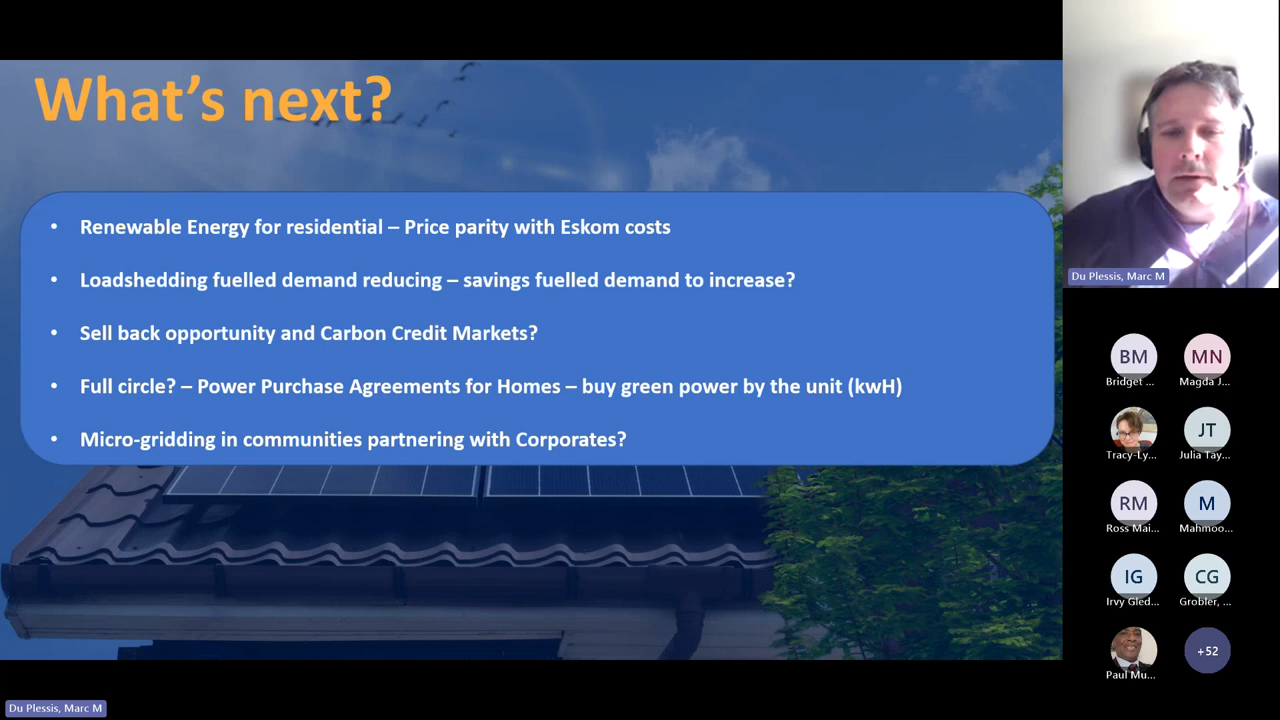 What's next?
• Renewable Energy for residential – Price parity with Eskom costs
• Loadshedding fuelled demand reducing – savings fuelled demand to increase?
• Sell back opportunity and Carbon Credit Markets?
• Full circle? – Power Purchase Agreements for Homes – buy green power by the unit (kwH)
• Micro-gridding in communities partnering with Corporates?
Du Plessis, Marc M
BM
MN
Bridget ...
Magda J...
JT
Tracy-Ly...
Julia Tay...
RM
M
Ross Mai...
Mahmoo...
IG
CG
Irvy Gled...
Grobler, ...
+52
Paul Mu...
Du Plessis, Marc M